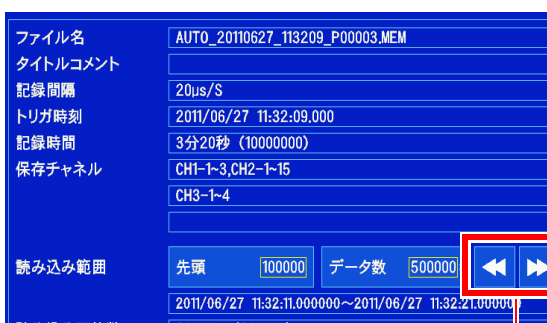 ファイル名 AUTO_20110627_113209_P00003.MEM
タイトルコメント
記録間隔 20μs/S
トリガ時刻 2011/06/27 11:32:09.000
記録時間 3分20秒 (10000000)
保存チャネル CH1-1~3,CH2-1~15
CH3-1~4
読み込み範囲 先頭 100000 データ数 500000
2011/06/27 11:32:11.000000～2011/06/27 11:32:21.000000